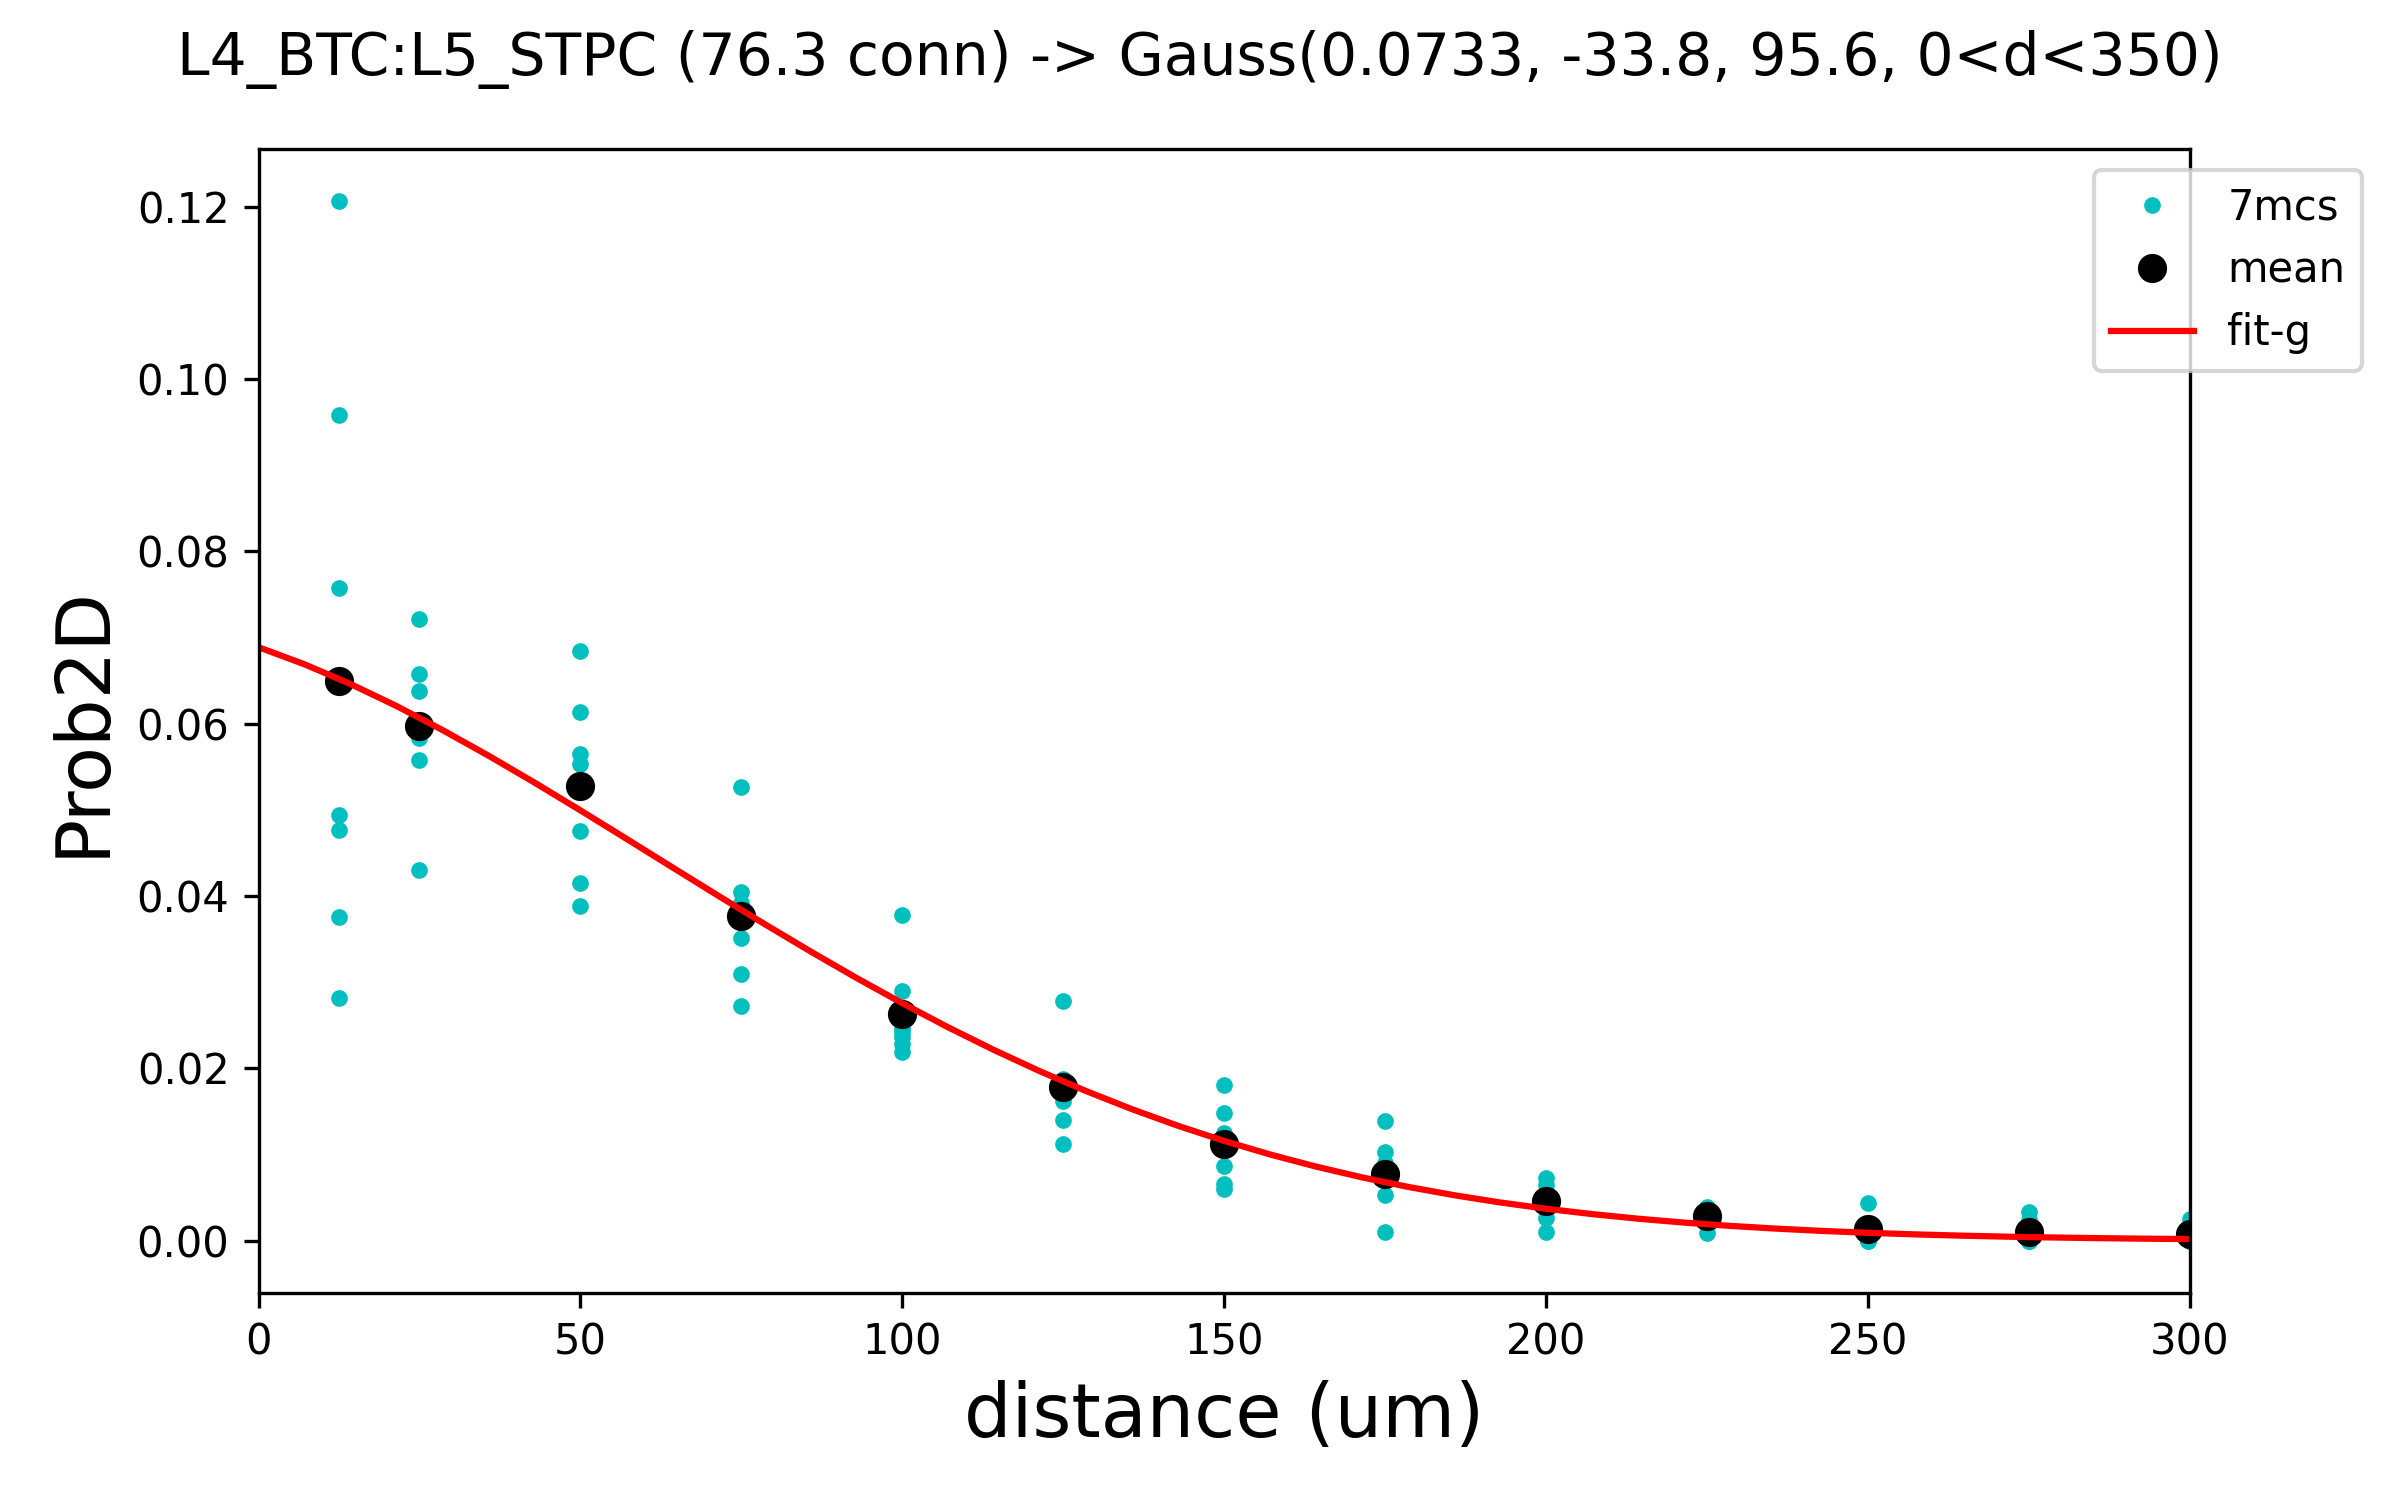 L4_BTC:L5_STPC (76.3 conn) -> Gauss(0.0733, -33.8, 95.6, 0<d<350)
7mcs
mean
fit-g
0.12
0.10
0.08
0.06
0.04
0.02
0.00
Prob2D
0
50
100
150
200
250
300
distance (um)